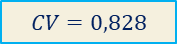 CV = 0,828